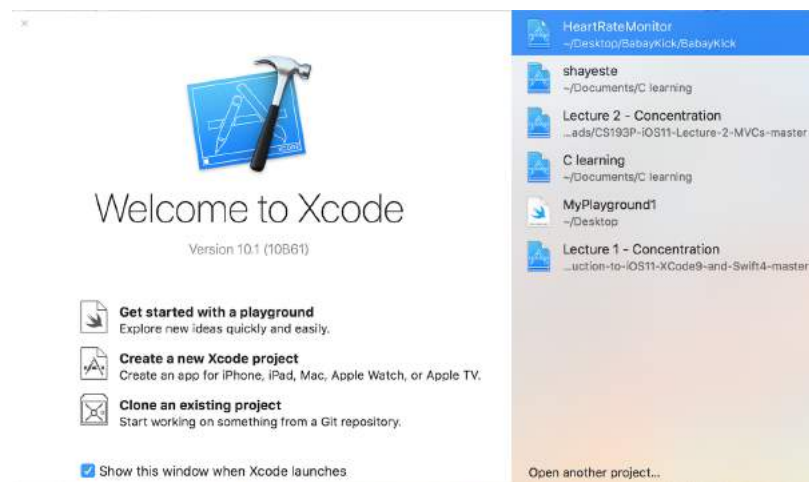 Welcome to Xcode
Version 10.1 (10B61)
Get started with a playground
Explore new ideas quickly and easily.
Create a new Xcode project
Create an app for iPhone, iPad, Mac, Apple Watch, or Apple TV.
Clone an existing project
Start working on something from a Git repository.
Show this window when Xcode launches
HeartRateMonitor
~/Desktop/BabayKick/BabayKick
shayeste
~/Documents/C learning
Lecture 2 - Concentration
...ads/CS193P-iOS11-Lecture-2-MVCs-master
C learning
~/Documents/C learning
MyPlayground1
~/Desktop
Lecture 1 - Concentration
...uction-to-iOS11-XCode9-and-Swift4-master
Open another project...